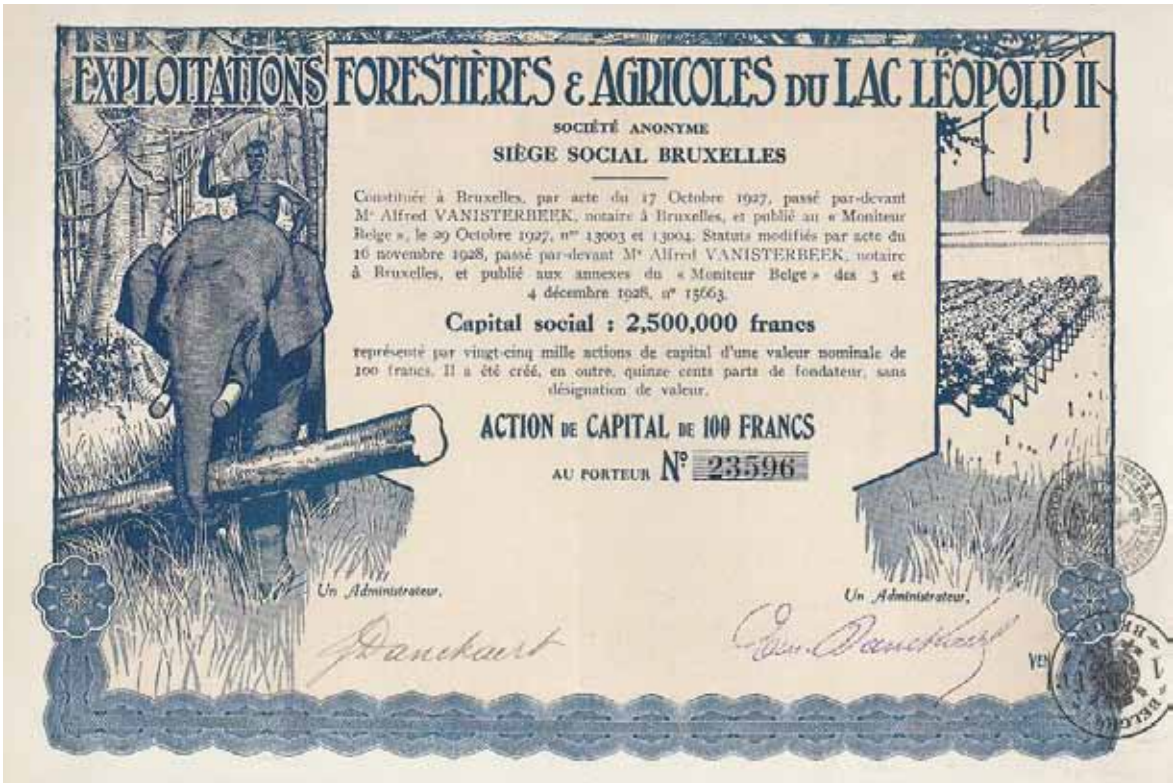 EXPLOITATIONS FORESTIÈRES & AGRICOLES DU LAC LÉOPOLD II
SOCIÉTÉ ANONYME
SIÈGE SOCIAL BRUXELLES
Constituée à Bruxelles, par acte du 17 Octobre 1927, passé par-devant
Me Alfred VANISTERBEEK, notaire à Bruxelles, et publié au « Moniteur
Belge », le 29 Octobre 1927, nos 13003 et 13004. Statuts modifiés par acte du
16 novembre 1928, passé par-devant Me Alfred VANISTERBEEK, notaire
à Bruxelles, et publié aux annexes du « Moniteur Belge » des 3 et
4 décembre 1928, no 15663.
Capital social : 2,500,000 francs
représenté par vingt-cinq mille actions de capital d'une valeur nominale de
100 francs. Il a été créé, en outre, quinze cents parts de fondateur, sans
désignation de valeur.
ACTION DE CAPITAL DE 100 FRANCS
AU PORTEUR No 23596
Un Administrateur,
Un Administrateur,
Danckaert
Danckaert